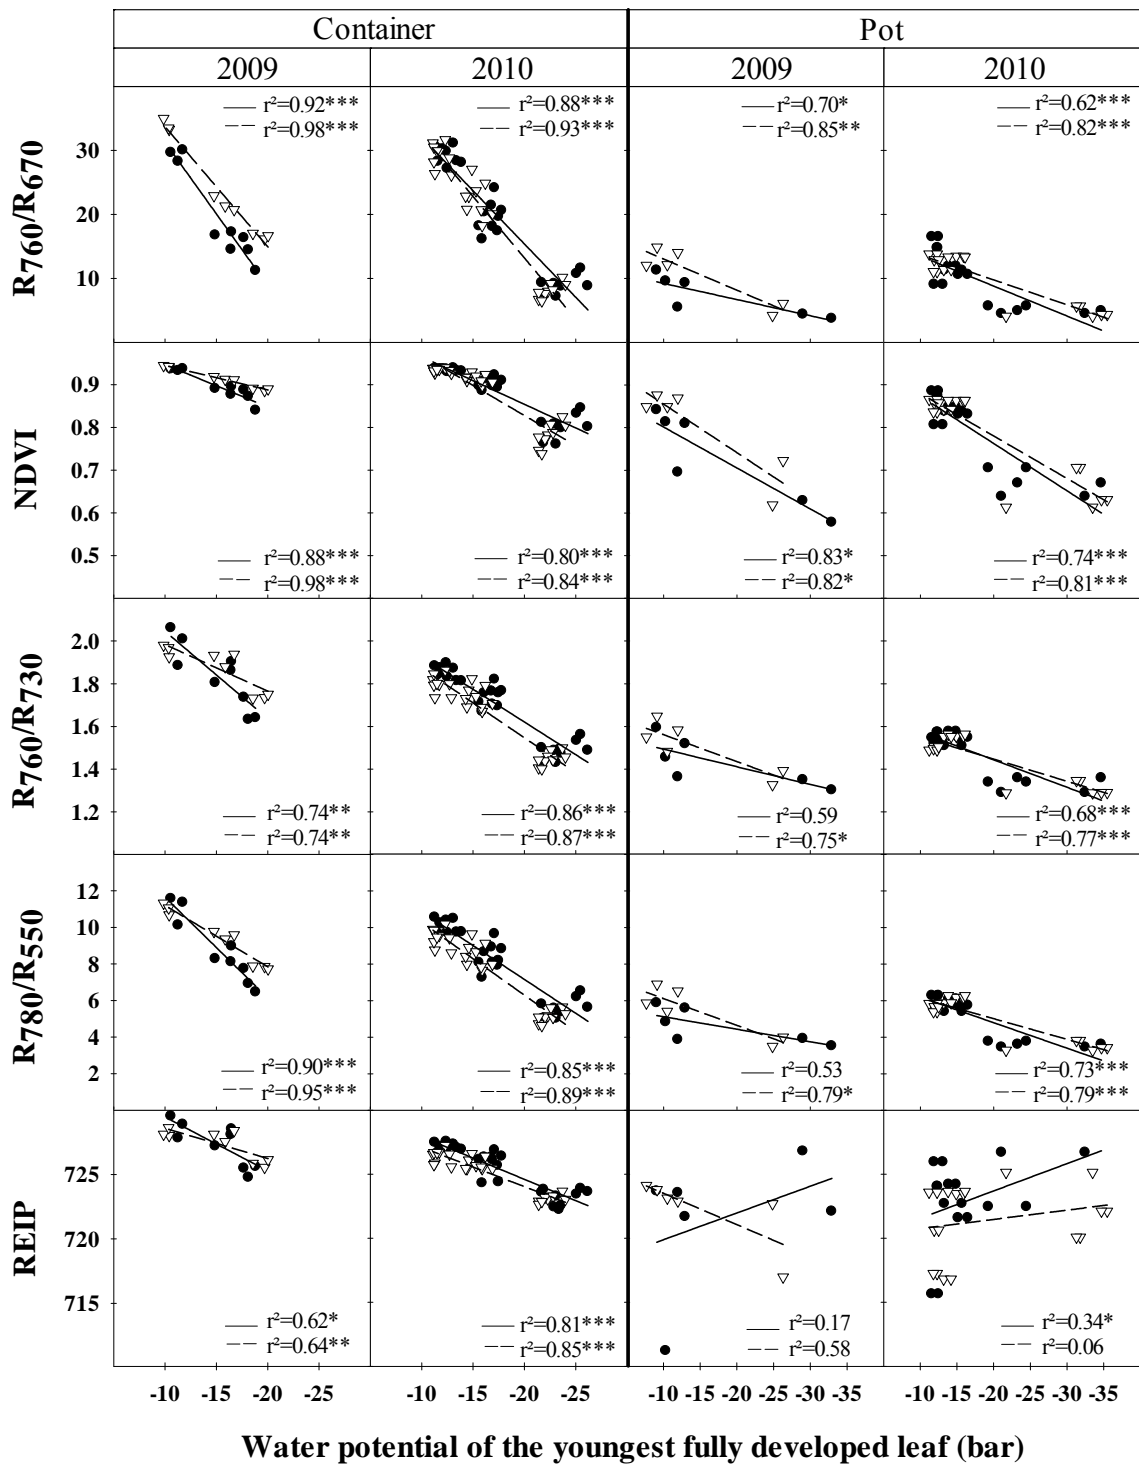 Container Pot
2009 2010 2009 2010
R760/R670
30
20
10
r²=0.92***
r²=0.98***
r²=0.88***
r²=0.93***
r²=0.70*
r²=0.85**
r²=0.62***
r²=0.82***
NDVI
0.9
0.8
0.7
0.6
0.5
r²=0.88***
r²=0.98***
r²=0.80***
r²=0.84***
r²=0.83*
r²=0.82*
r²=0.74***
r²=0.81***
R760/R730
2.0
1.8
1.6
1.4
1.2
r²=0.74**
r²=0.74**
r²=0.86***
r²=0.87***
r²=0.59
r²=0.75*
r²=0.68***
r²=0.77***
R780/R550
12
10
8
6
4
2
r²=0.90***
r²=0.95***
r²=0.85***
r²=0.89***
r²=0.53
r²=0.79*
r²=0.73***
r²=0.79***
REIP
725
720
715
r²=0.62*
r²=0.64**
r²=0.81***
r²=0.85***
r²=0.17
r²=0.58
r²=0.34*
r²=0.06
-10 -15 -20 -25 -10 -15 -20 -25 -10 -15 -20 -25 -30 -35 -10 -15 -20 -25 -30 -35
Water potential of the youngest fully developed leaf (bar)